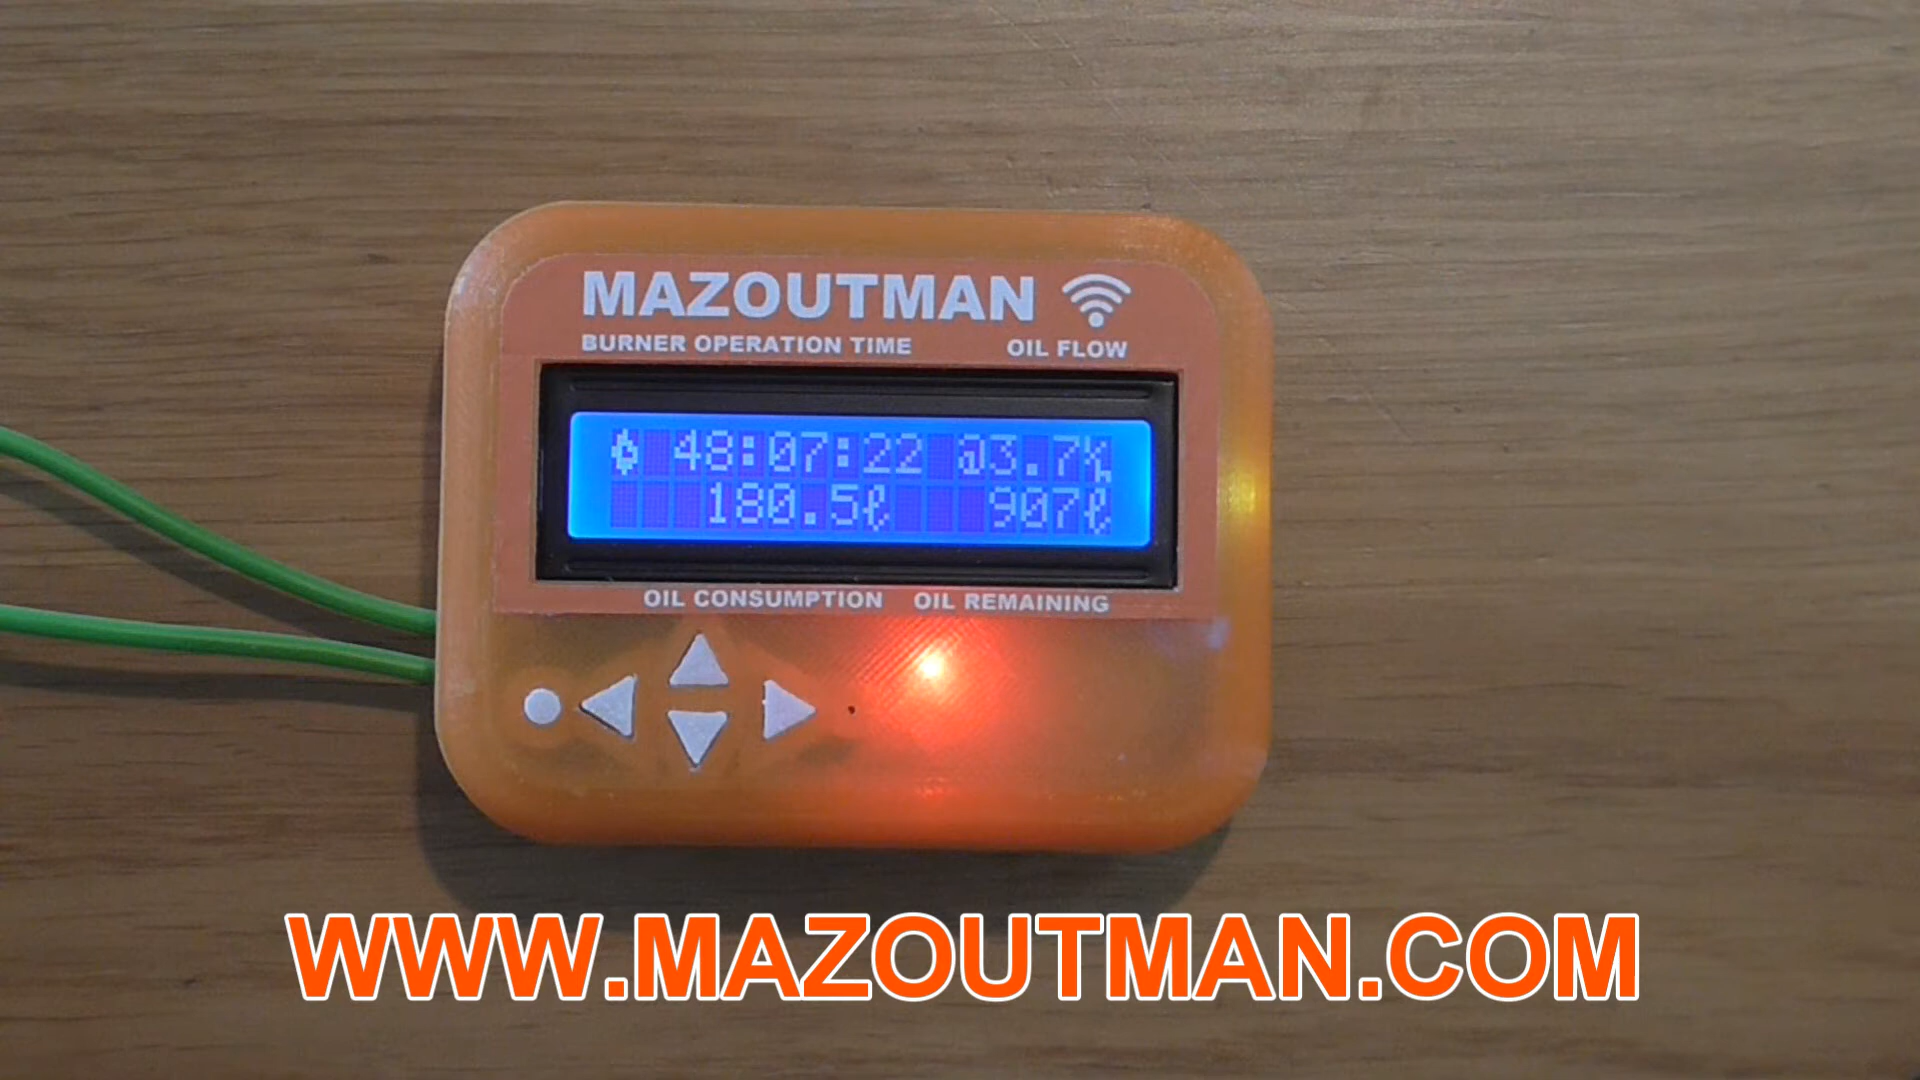 MAZOUTMAN
BURNER OPERATION TIME OIL FLOW
48:07:22 @3.7
180.5ℓ 907ℓ
OIL CONSUMPTION OIL REMAINING
WWW.MAZOUTMAN.COM